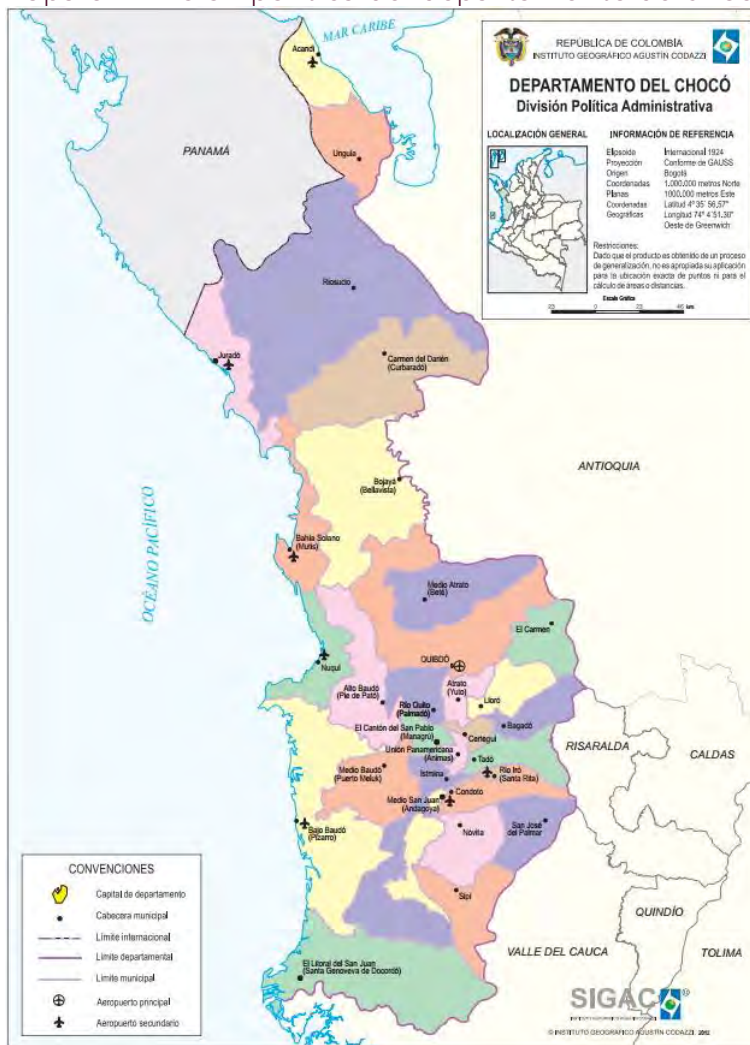 MAR CARIBE
Acandí
REPÚBLICA DE COLOMBIA
INSTITUTO GEOGRÁFICO AGUSTÍN CODAZZI
DEPARTAMENTO DEL CHOCÓ
División Política Administrativa
LOCALIZACIÓN GENERAL
INFORMACIÓN DE REFERENCIA
Elipsoide Internacional 1924
Proyección Conforme de GAUSS
Origen Bogotá
Coordenadas 1.000.000 metros Norte
Planas 1000.000 metros Este
Coordenadas Latitud 4° 35' 56,57"
Geográficas Longitud 74° 4' 51,30"
Oeste de Greenwich
Restricciones:
Dado que el producto es obtenido de un proceso
de generalización, no es apropiada su aplicación
para la ubicación exacta de puntos ni para el
cálculo de áreas o distancias.
Escala Gráfica
PANAMÁ
Unguía
Riosucio
Juradó
Carmen del Darién
(Curbaradó)
ANTIOQUIA
Bojayá
(Bellavista)
OCÉANO PACÍFICO
Bahía Solano
(Mutis)
Medio Atrato
(Beté)
El Carmen
QUIBDÓ
Nuquí
Atrato
(Yuto)
Alto Baudó
(Pie de Pató)
Lloró
Río Quito
(Paimadó)
Bagadó
El Cantón del San Pablo
(Managrú)
Certegui
RISARALDA
CALDAS
Unión Panamericana
(Ánimas)
Tadó
Medio Baudó
(Puerto Meluk)
Istmina
Río Iró
(Santa Rita)
Condoto
Medio San Juan
(Andagoya)
Bajo Baudó
(Pizarro)
Nóvita
San José
del Palmar
Sipí
QUINDÍO
VALLE DEL CAUCA
TOLIMA
El Litoral del San Juan
(Santa Genoveva de Docordó)
CONVENCIONES
Capital de departamento
Cabecera municipal
Límite internacional
Límite departamental
Límite municipal
Aeropuerto principal
Aeropuerto secundario
SIGAC
© INSTITUTO GEOGRÁFICO AGUSTÍN CODAZZI, 2002